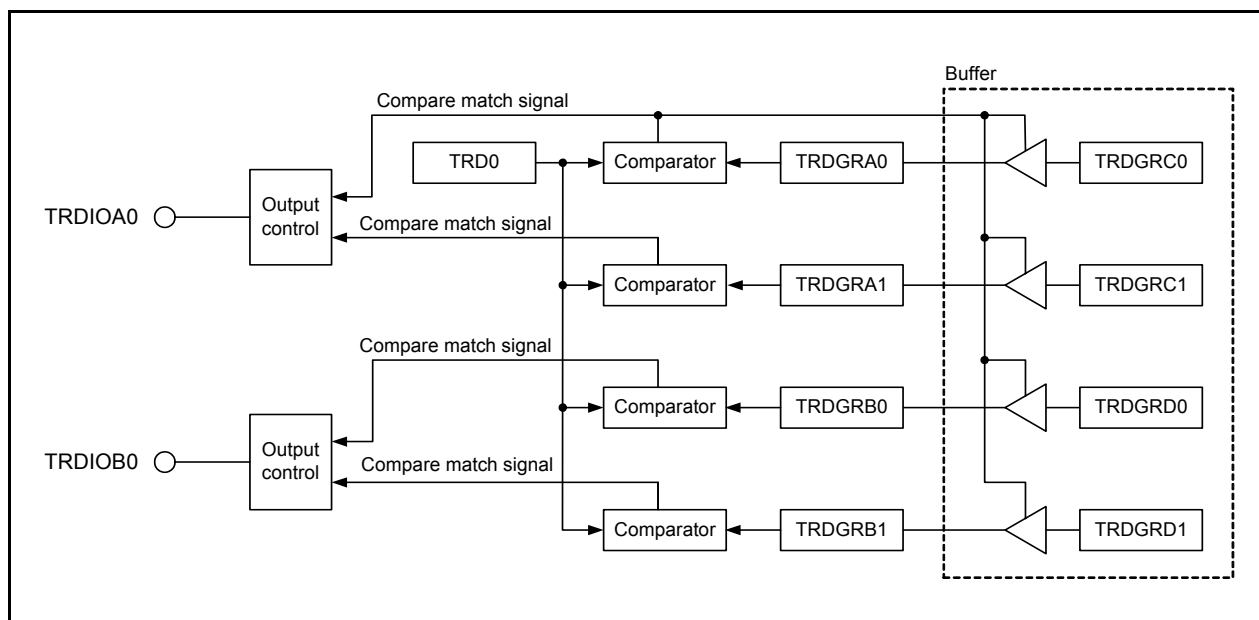 Buffer
Compare match signal
TRD0
Comparator
TRDGRA0
TRDGRC0
TRDIOA0
Output
control
Compare match signal
Comparator
TRDGRA1
TRDGRC1
Compare match signal
Comparator
TRDGRB0
TRDGRD0
TRDIOB0
Output
control
Compare match signal
Comparator
TRDGRB1
TRDGRD1